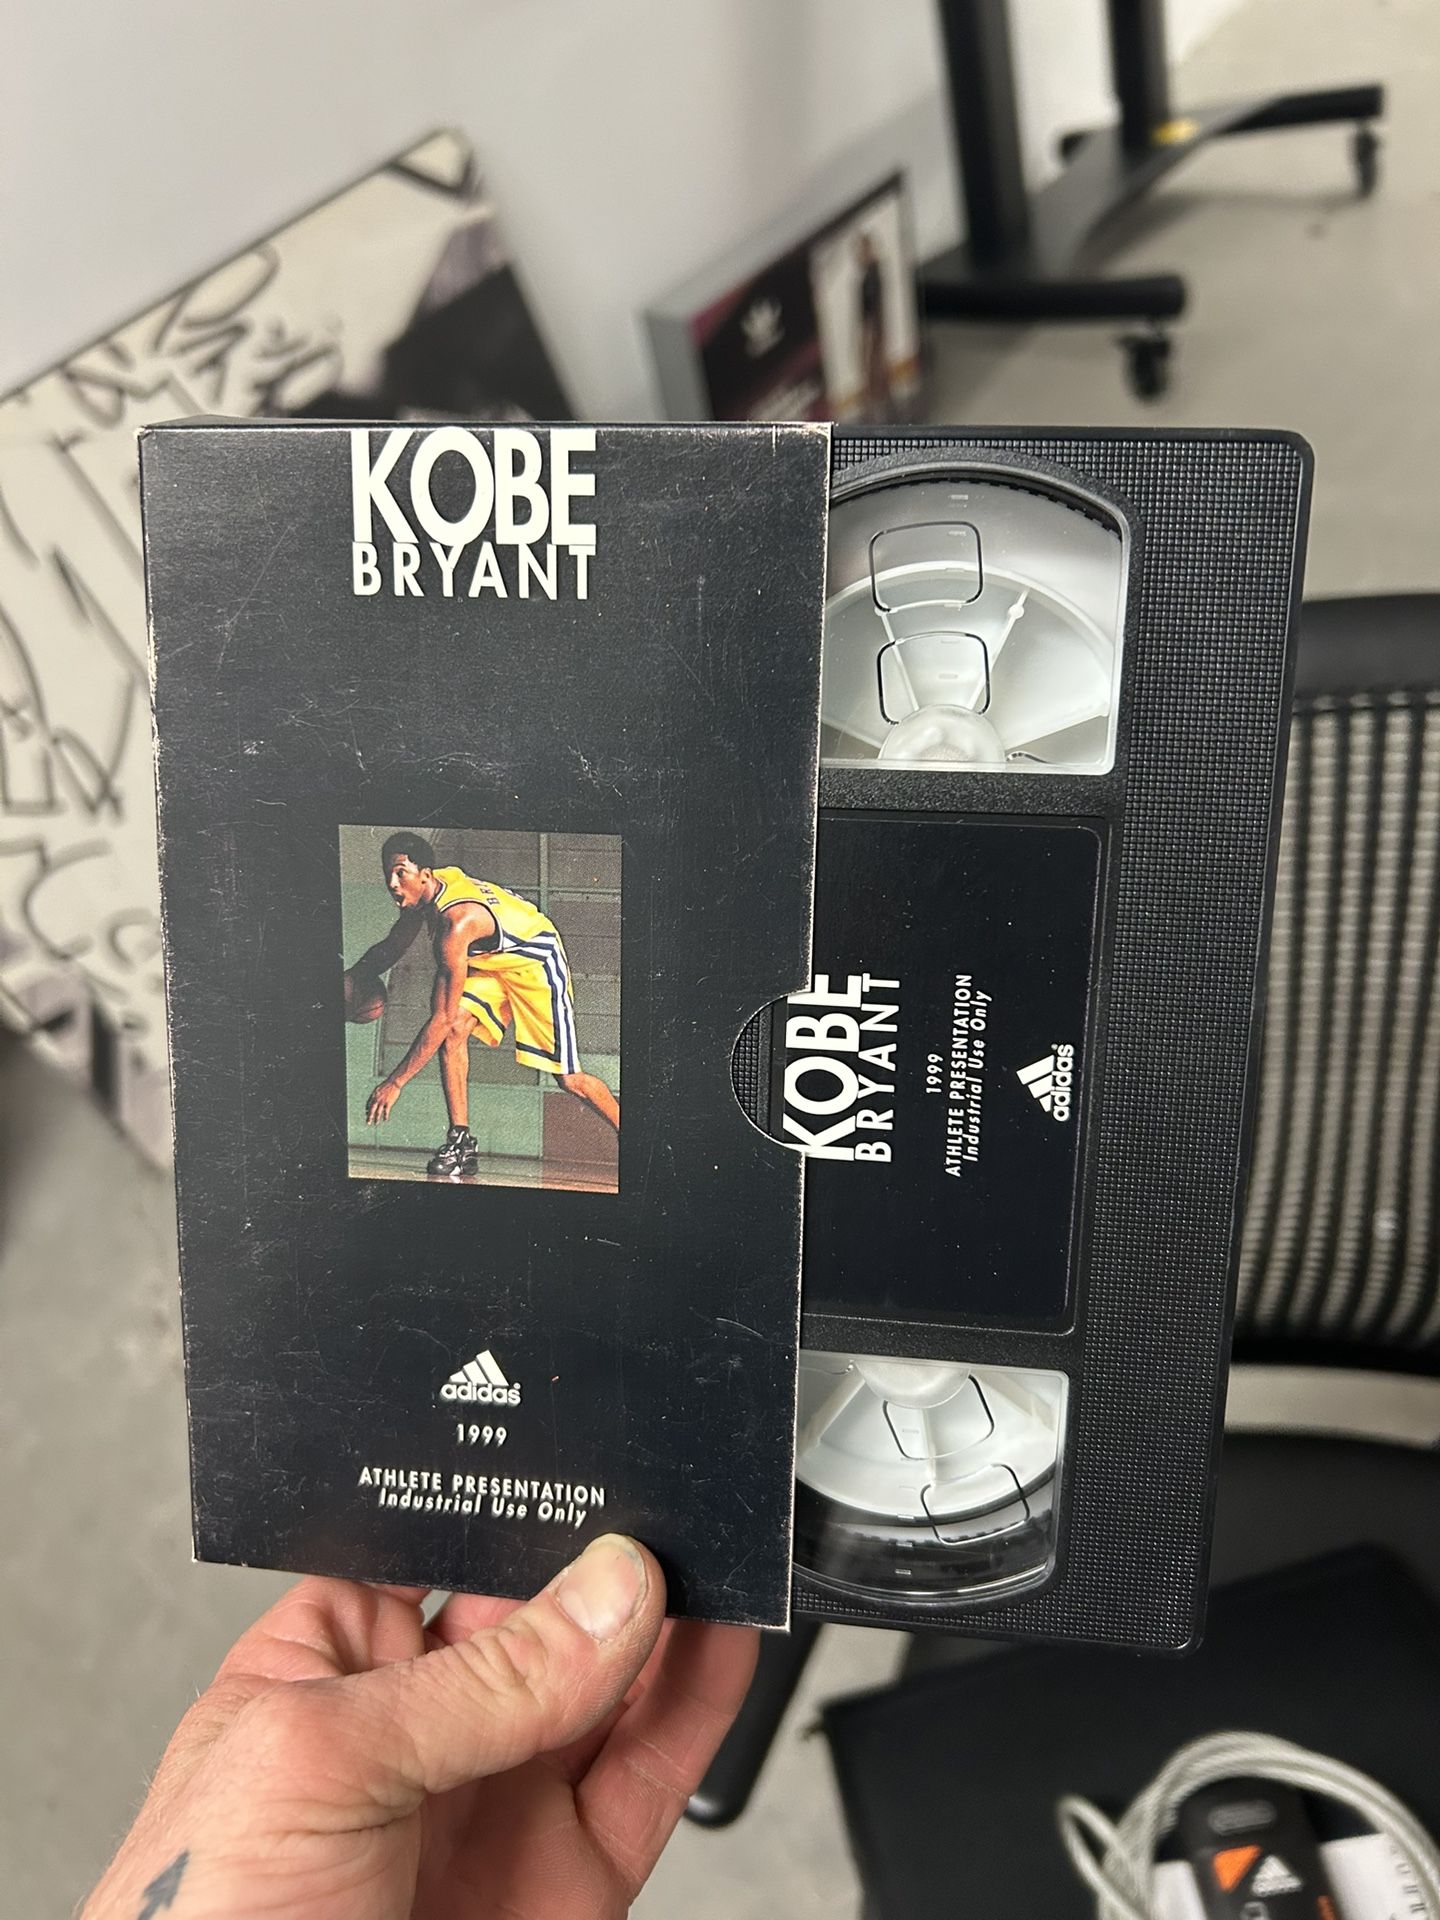 KOBE
BRYANT
adidas
1999
ATHLETE PRESENTATION
Industrial Use Only
KOBE
BRYANT
1999
ATHLETE PRESENTATION
Industrial Use Only
adidas